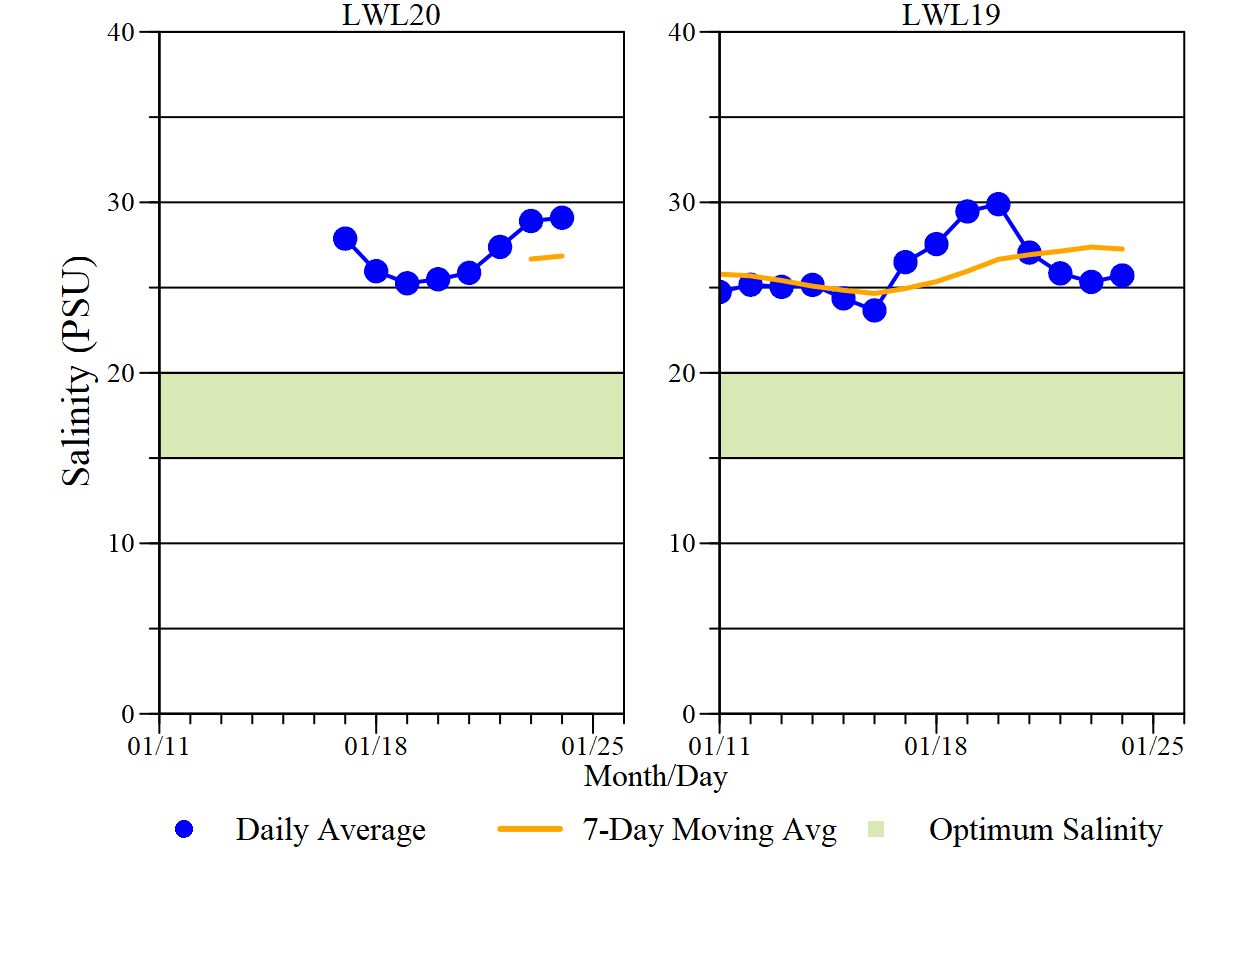 LWL20
LWL19
40
30
20
10
0
40
30
20
10
0
Salinity (PSU)
01/11
01/18
01/25
01/11
01/18
01/25
Month/Day
Daily Average
7-Day Moving Avg
Optimum Salinity